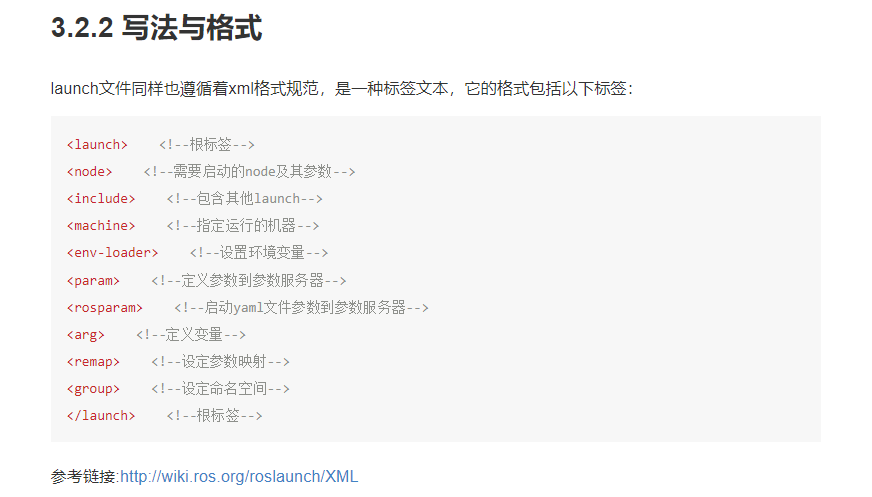 3.2.2 写法与格式
launch文件同样也遵循着xml格式规范，是一种标签文本，它的格式包括以下标签：
<launch>    <!--根标签-->
<node>    <!--需要启动的node及其参数-->
<include>    <!--包含其他launch-->
<machine>    <!--指定运行的机器-->
<env-loader>    <!--设置环境变量-->
<param>    <!--定义参数到参数服务器-->
<rosparam>    <!--启动yaml文件参数到参数服务器-->
<arg>    <!--定义变量-->
<remap>    <!--设定参数映射-->
<group>    <!--设定命名空间-->
</launch>    <!--根标签-->
参考链接:http://wiki.ros.org/roslaunch/XML